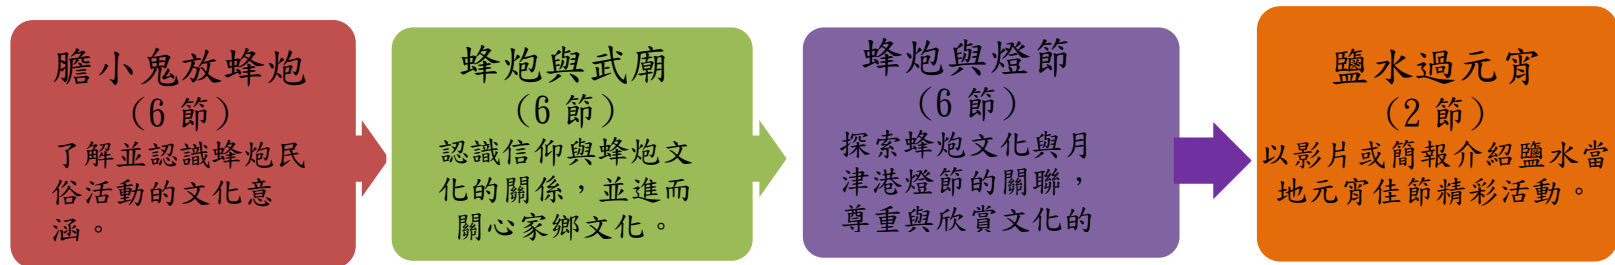 膽小鬼放蜂炮
(6 節)
了解並認識蜂炮民
俗活動的文化意
涵。
蜂炮與武廟
(6 節)
認識信仰與蜂炮文
化的關係，並進而
關心家鄉文化。
蜂炮與燈節
(6 節)
探索蜂炮文化與月
津港燈節的關聯，
尊重與欣賞文化的
鹽水過元宵
(2 節)
以影片或簡報介紹鹽水當
地元宵佳節精彩活動。